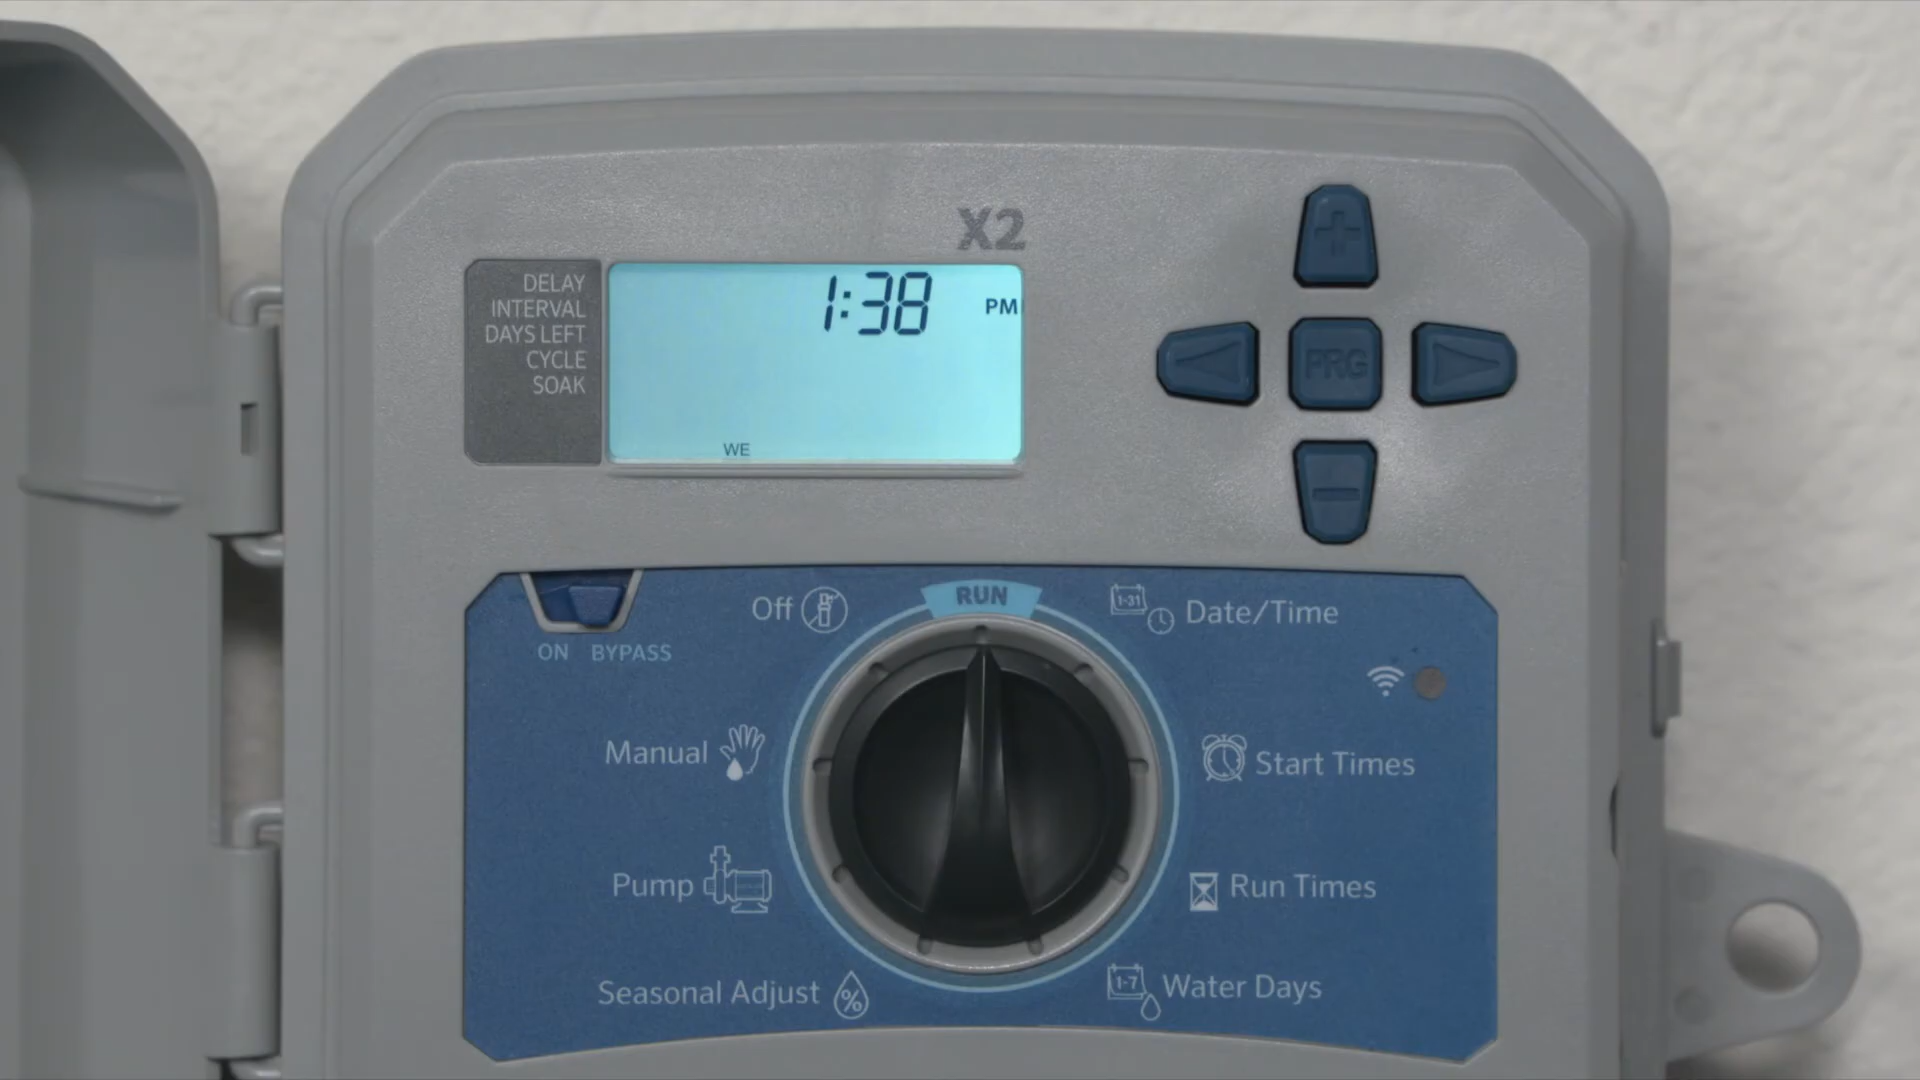 X2
DELAY
INTERVAL
DAYS LEFT
CYCLE
SOAK
1:38 PM
WE
PRG
ON BYPASS
Off
RUN
1-31 Date/Time
Manual
Start Times
Pump
Run Times
Seasonal Adjust %
1-7 Water Days